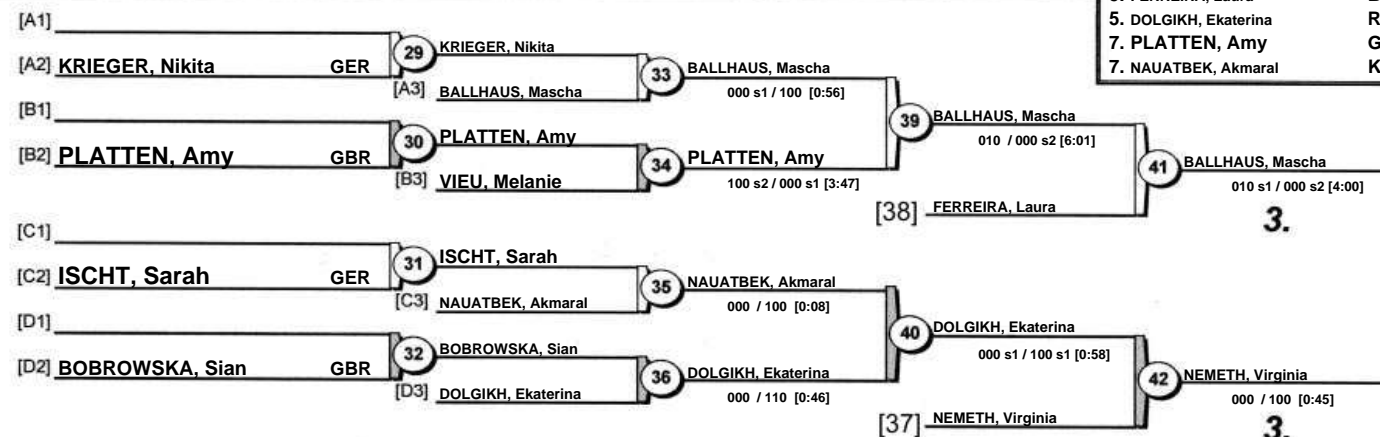 5. DOLGIKH, Ekaterina R
7. PLATTEN, Amy G
7. NAUATBEK, Akmaral K
[A1]
[A2] KRIEGER, Nikita GER
29
KRIEGER, Nikita
[A3] BALLHAUS, Mascha
33
BALLHAUS, Mascha
000 s1 / 100 [0:56]
[B1]
[B2] PLATTEN, Amy GBR
30
PLATTEN, Amy
[B3] VIEU, Melanie
34
PLATTEN, Amy
100 s2 / 000 s1 [3:47]
39
BALLHAUS, Mascha
010 / 000 s2 [6:01]
[38] FERREIRA, Laura
41
BALLHAUS, Mascha
010 s1 / 000 s2 [4:00]
3.
[C1]
[C2] ISCHT, Sarah GER
31
ISCHT, Sarah
[C3] NAUATBEK, Akmaral
35
NAUATBEK, Akmaral
000 / 100 [0:08]
[D1]
[D2] BOBROWSKA, Sian GBR
32
BOBROWSKA, Sian
[D3] DOLGIKH, Ekaterina
36
DOLGIKH, Ekaterina
000 / 110 [0:46]
40
DOLGIKH, Ekaterina
000 s1 / 100 s1 [0:58]
[37] NEMETH, Virginia
42
NEMETH, Virginia
000 / 100 [0:45]
3.